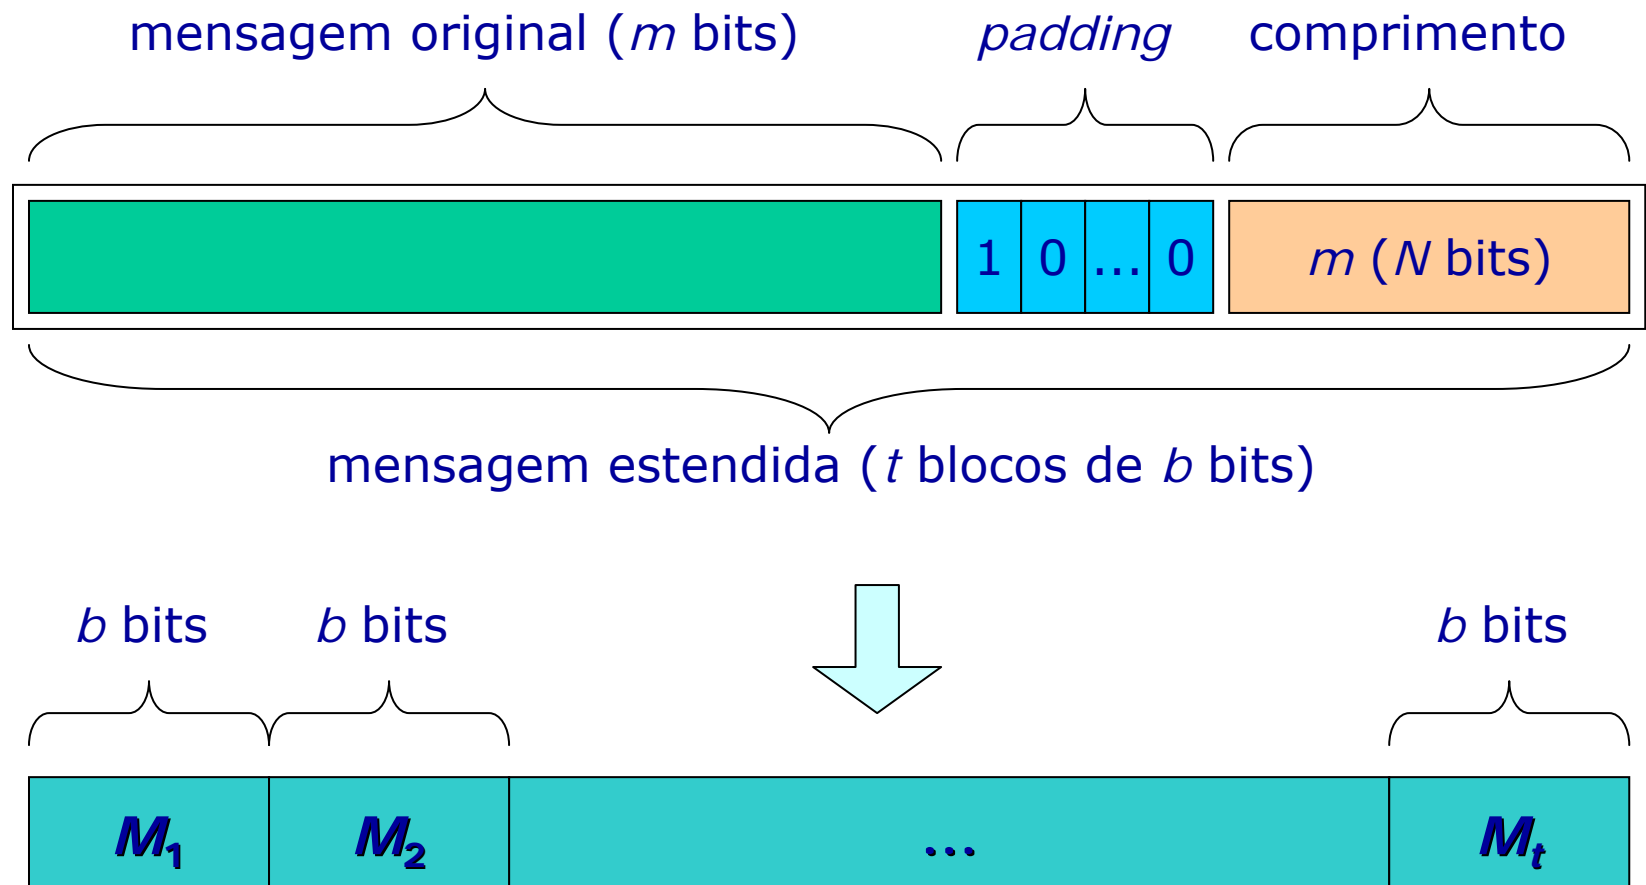 mensagem original (m bits) padding comprimento
1 0 ... 0 m (N bits)
mensagem estendida (t blocos de b bits)
b bits b bits b bits
M1 M2 ... Mt